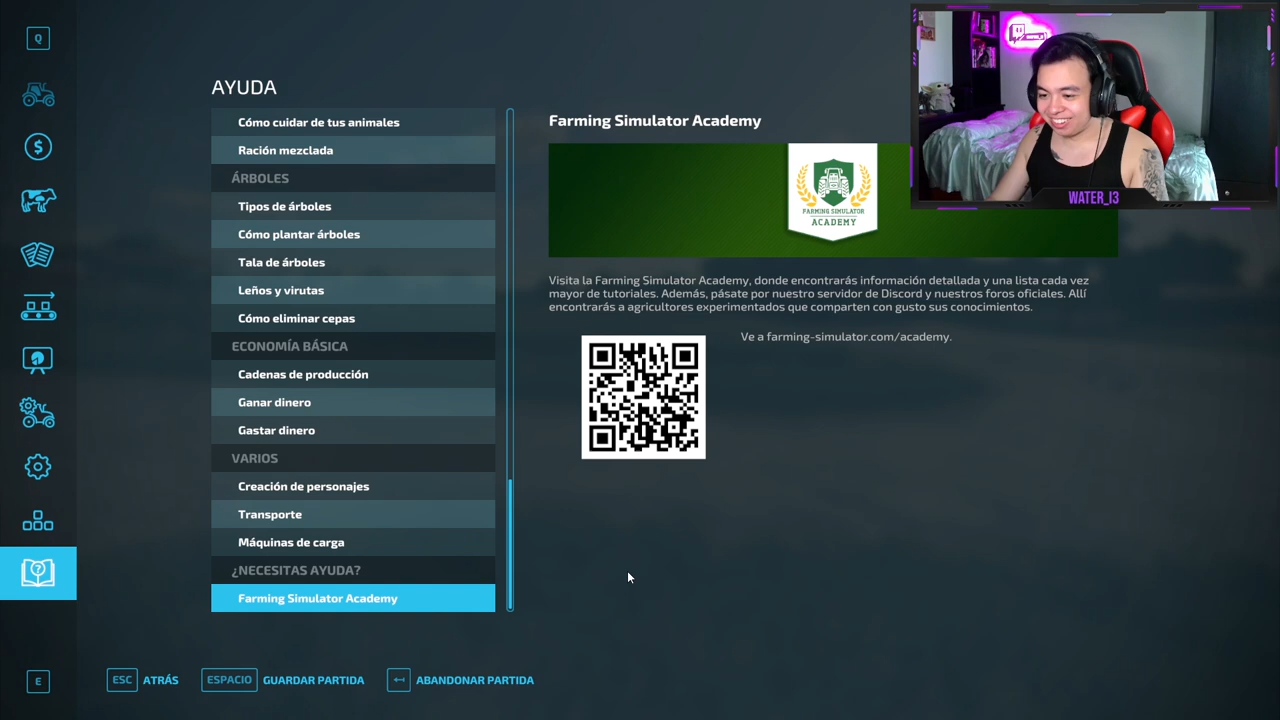 Q
AYUDA
Cómo cuidar de tus animales
Ración mezclada
ÁRBOLES
Tipos de árboles
Cómo plantar árboles
Tala de árboles
Leños y virutas
Cómo eliminar cepas
ECONOMÍA BÁSICA
Cadenas de producción
Ganar dinero
Gastar dinero
VARIOS
Creación de personajes
Transporte
Máquinas de carga
¿NECESITAS AYUDA?
Farming Simulator Academy
Farming Simulator Academy
FARMING SIMULATOR
ACADEMY
WATER_I3
Visita la Farming Simulator Academy, donde encontrarás información detallada y una lista cada vez
mayor de tutoriales. Además, pásate por nuestro servidor de Discord y nuestros foros oficiales. Allí
encontrarás a agricultores experimentados que comparten con gusto sus conocimientos.
Ve a farming-simulator.com/academy.
E
ESC ATRÁS ESPACIO GUARDAR PARTIDA ABANDONAR PARTIDA